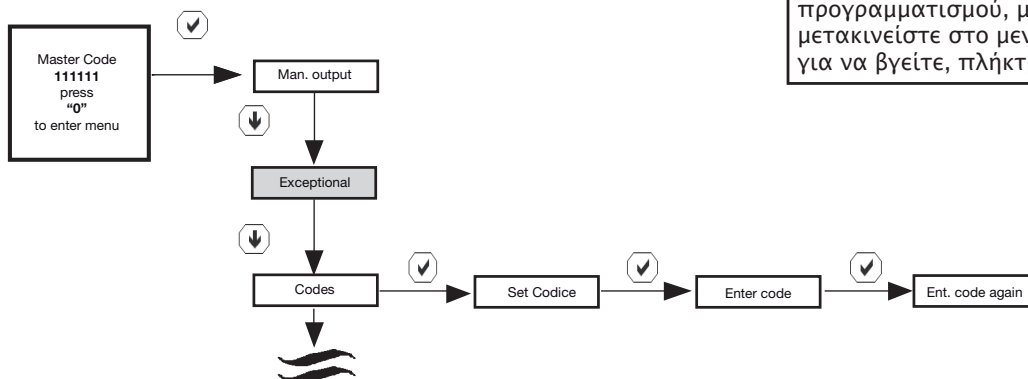 προγραμματισμού, μ
μετακινείστε στο μεν
για να βγείτε, πλήκτ
Master Code
111111
press
“0”
to enter menu
Man. output
Exceptional
Codes
Set Codice
Enter code
Ent. code again